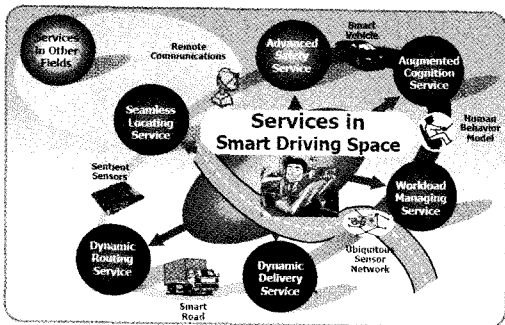 Services
In Other
Fields
Remote
Communications
Advanced
Safety
Service
Smart
Vehicle
Augmented
Cognition
Service
Seamless
Locating
Service
Services in
Smart Driving Space
Human
Behavior
Model
Sentient
Sensors
Workload
Managing
Service
Dynamic
Routing
Service
Smart
Road
Dynamic
Delivery
Service
Ubiquitous
Sensor
Network